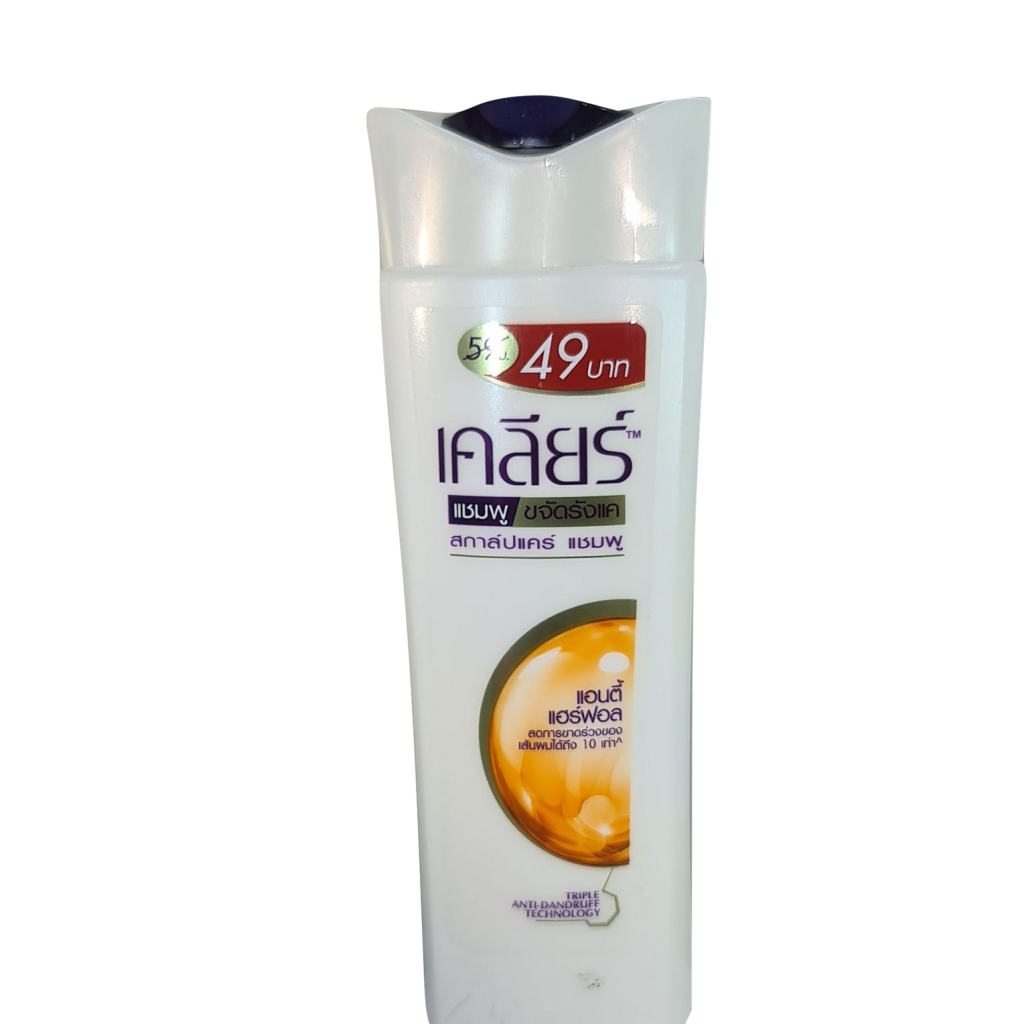 59.- 49 บาท
เคลียร์™
แชมพู ขจัดรังแค
สกาล์ปแคร์ แชมพู
แอนตี้
แฮร์ฟอล
ลดการขาดร่วงของ
เส้นผมได้ถึง 10 เท่า^
TRIPLE
ANTI-DANDRUFF
TECHNOLOGY